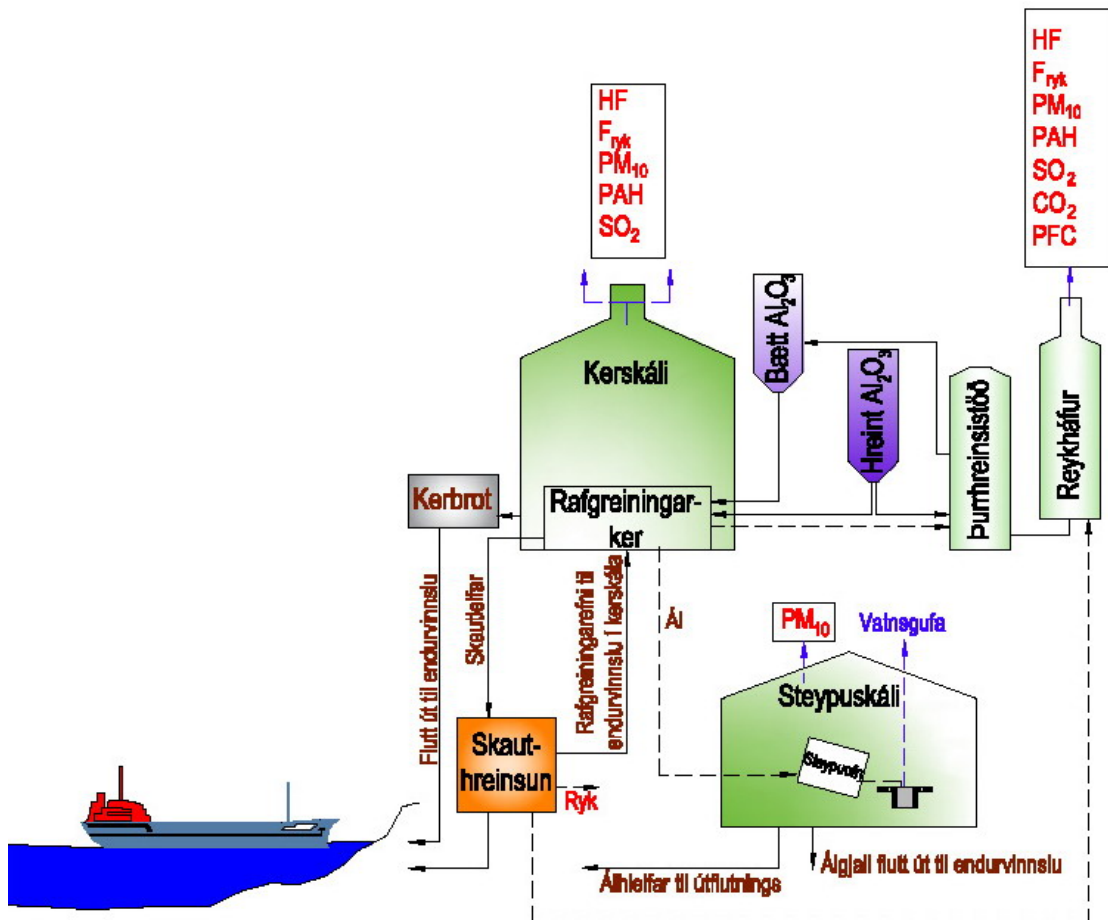 HF
F ryk
PM10
PAH
SO2
CO2
PFC
HF
F ryk
PM10
PAH
SO2
Kerskáli
Bætt Al2O3
Hreint Al2O3
Þurrhreinsistöð
Reykháfur
Kerbrot
Rafgreiningar-
ker
Flutt út til endurvinnslu
Skautleifar
Rafgreiningarefni til
endurvinnslu í kerskála
Ál
PM10
Vatnsgufa
Steypuskáli
Steypuofn
Skaut-
hreinsun
Ryk
Álhleifar til útflutnings
Álgjall flutt út til endurvinnslu